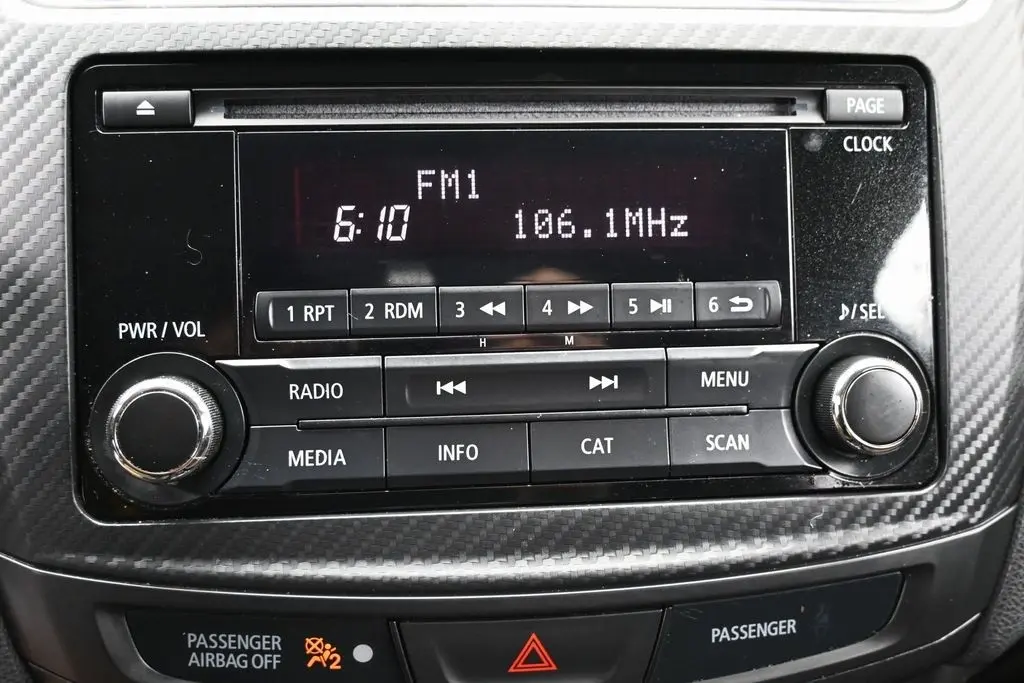 PAGE
CLOCK
FM1
6:10 106.1MHz
1 RPT 2 RDM 3 4 5 6
H M
PWR / VOL
♪/SEL
RADIO MENU
MEDIA INFO CAT SCAN
PASSENGER
AIRBAG OFF
2
PASSENGER